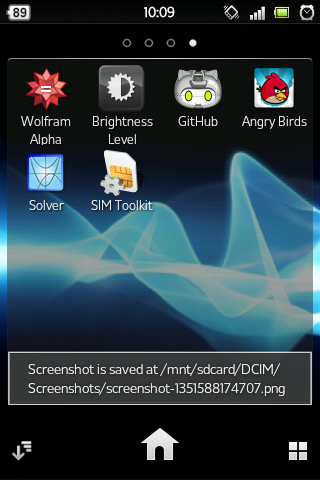 89 10:09
Wolfram Brightness GitHub Angry Birds
Alpha Level
Solver SIM Toolkit
Screenshot is saved at /mnt/sdcard/DCIM/
Screenshots/screenshot-1351588174707.png